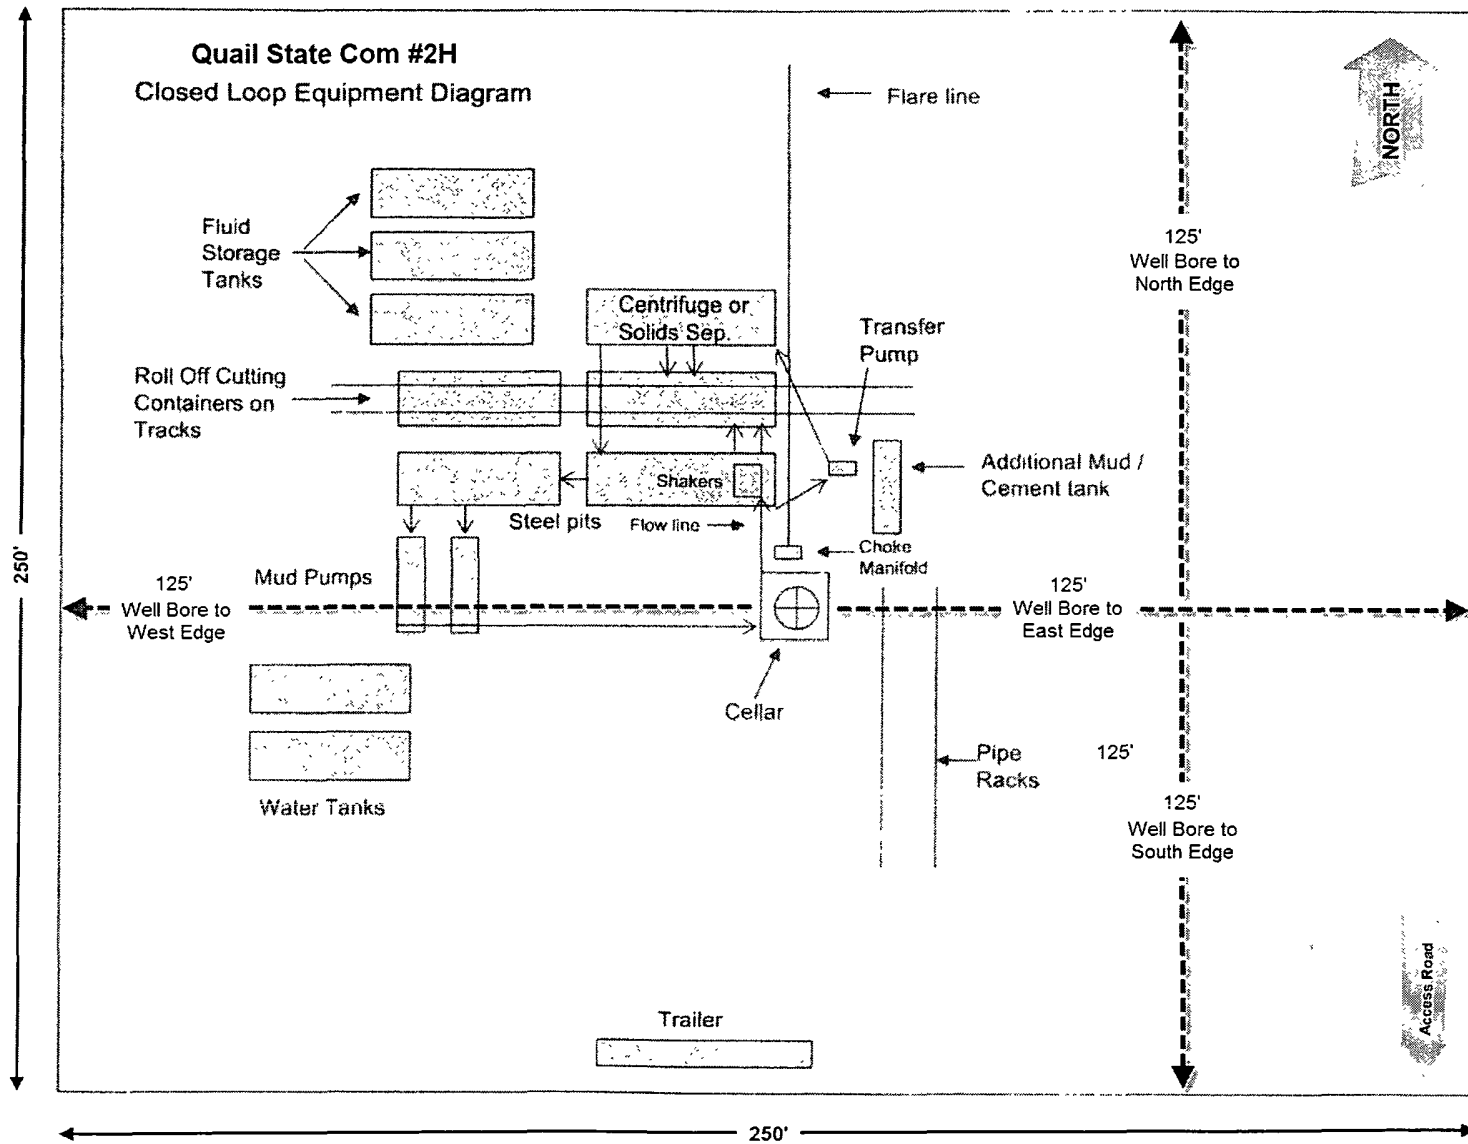 Quail State Com #2H
Closed Loop Equipment Diagram
Flare line
NORTH
Fluid
Storage
Tanks
125'
Well Bore to
North Edge
Centrifuge or
Solids Sep.
Transfer
Pump
Roll Off Cutting
Containers on
Tracks
Additional Mud /
Cement tank
Shakers
Steel pits
Flow line
Choke
Manifold
250'
Mud Pumps
125'
Well Bore to
West Edge
125'
Well Bore to
East Edge
Cellar
Pipe
Racks
125'
Water Tanks
125'
Well Bore to
South Edge
Access Road
Trailer
250'